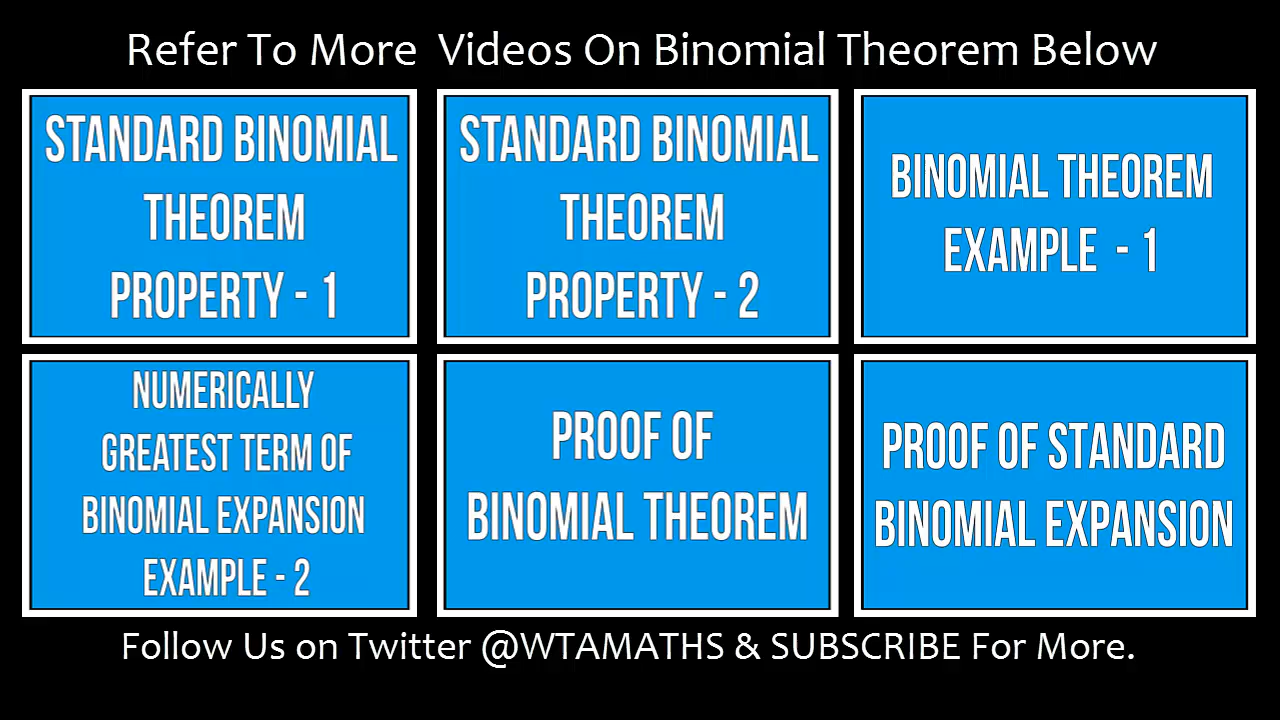 Refer To More  Videos On Binomial Theorem Below
STANDARD BINOMIAL
THEOREM
PROPERTY - 1
STANDARD BINOMIAL
THEOREM
PROPERTY - 2
BINOMIAL THEOREM
EXAMPLE  - 1
NUMERICALLY
GREATEST TERM OF
BINOMIAL EXPANSION
EXAMPLE - 2
PROOF OF
BINOMIAL THEOREM
PROOF OF STANDARD
BINOMIAL EXPANSION
Follow Us on Twitter @WTAMATHS & SUBSCRIBE For More.